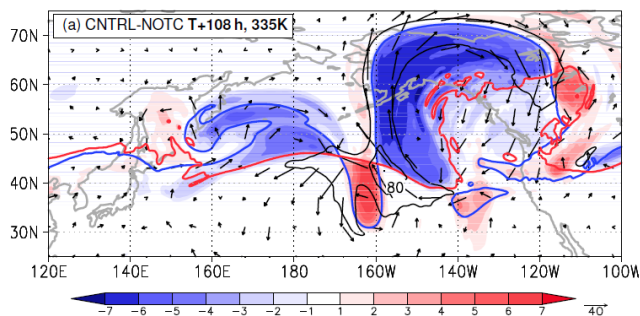 (a) CNTRL-NOTC T+108 h, 335K
70N
60N
50N
40N
30N
80
120E 140E 160E 180 160W 140W 120W 100W
-7 -6 -5 -4 -3 -2 -1 1 2 3 4 5 6 7
40